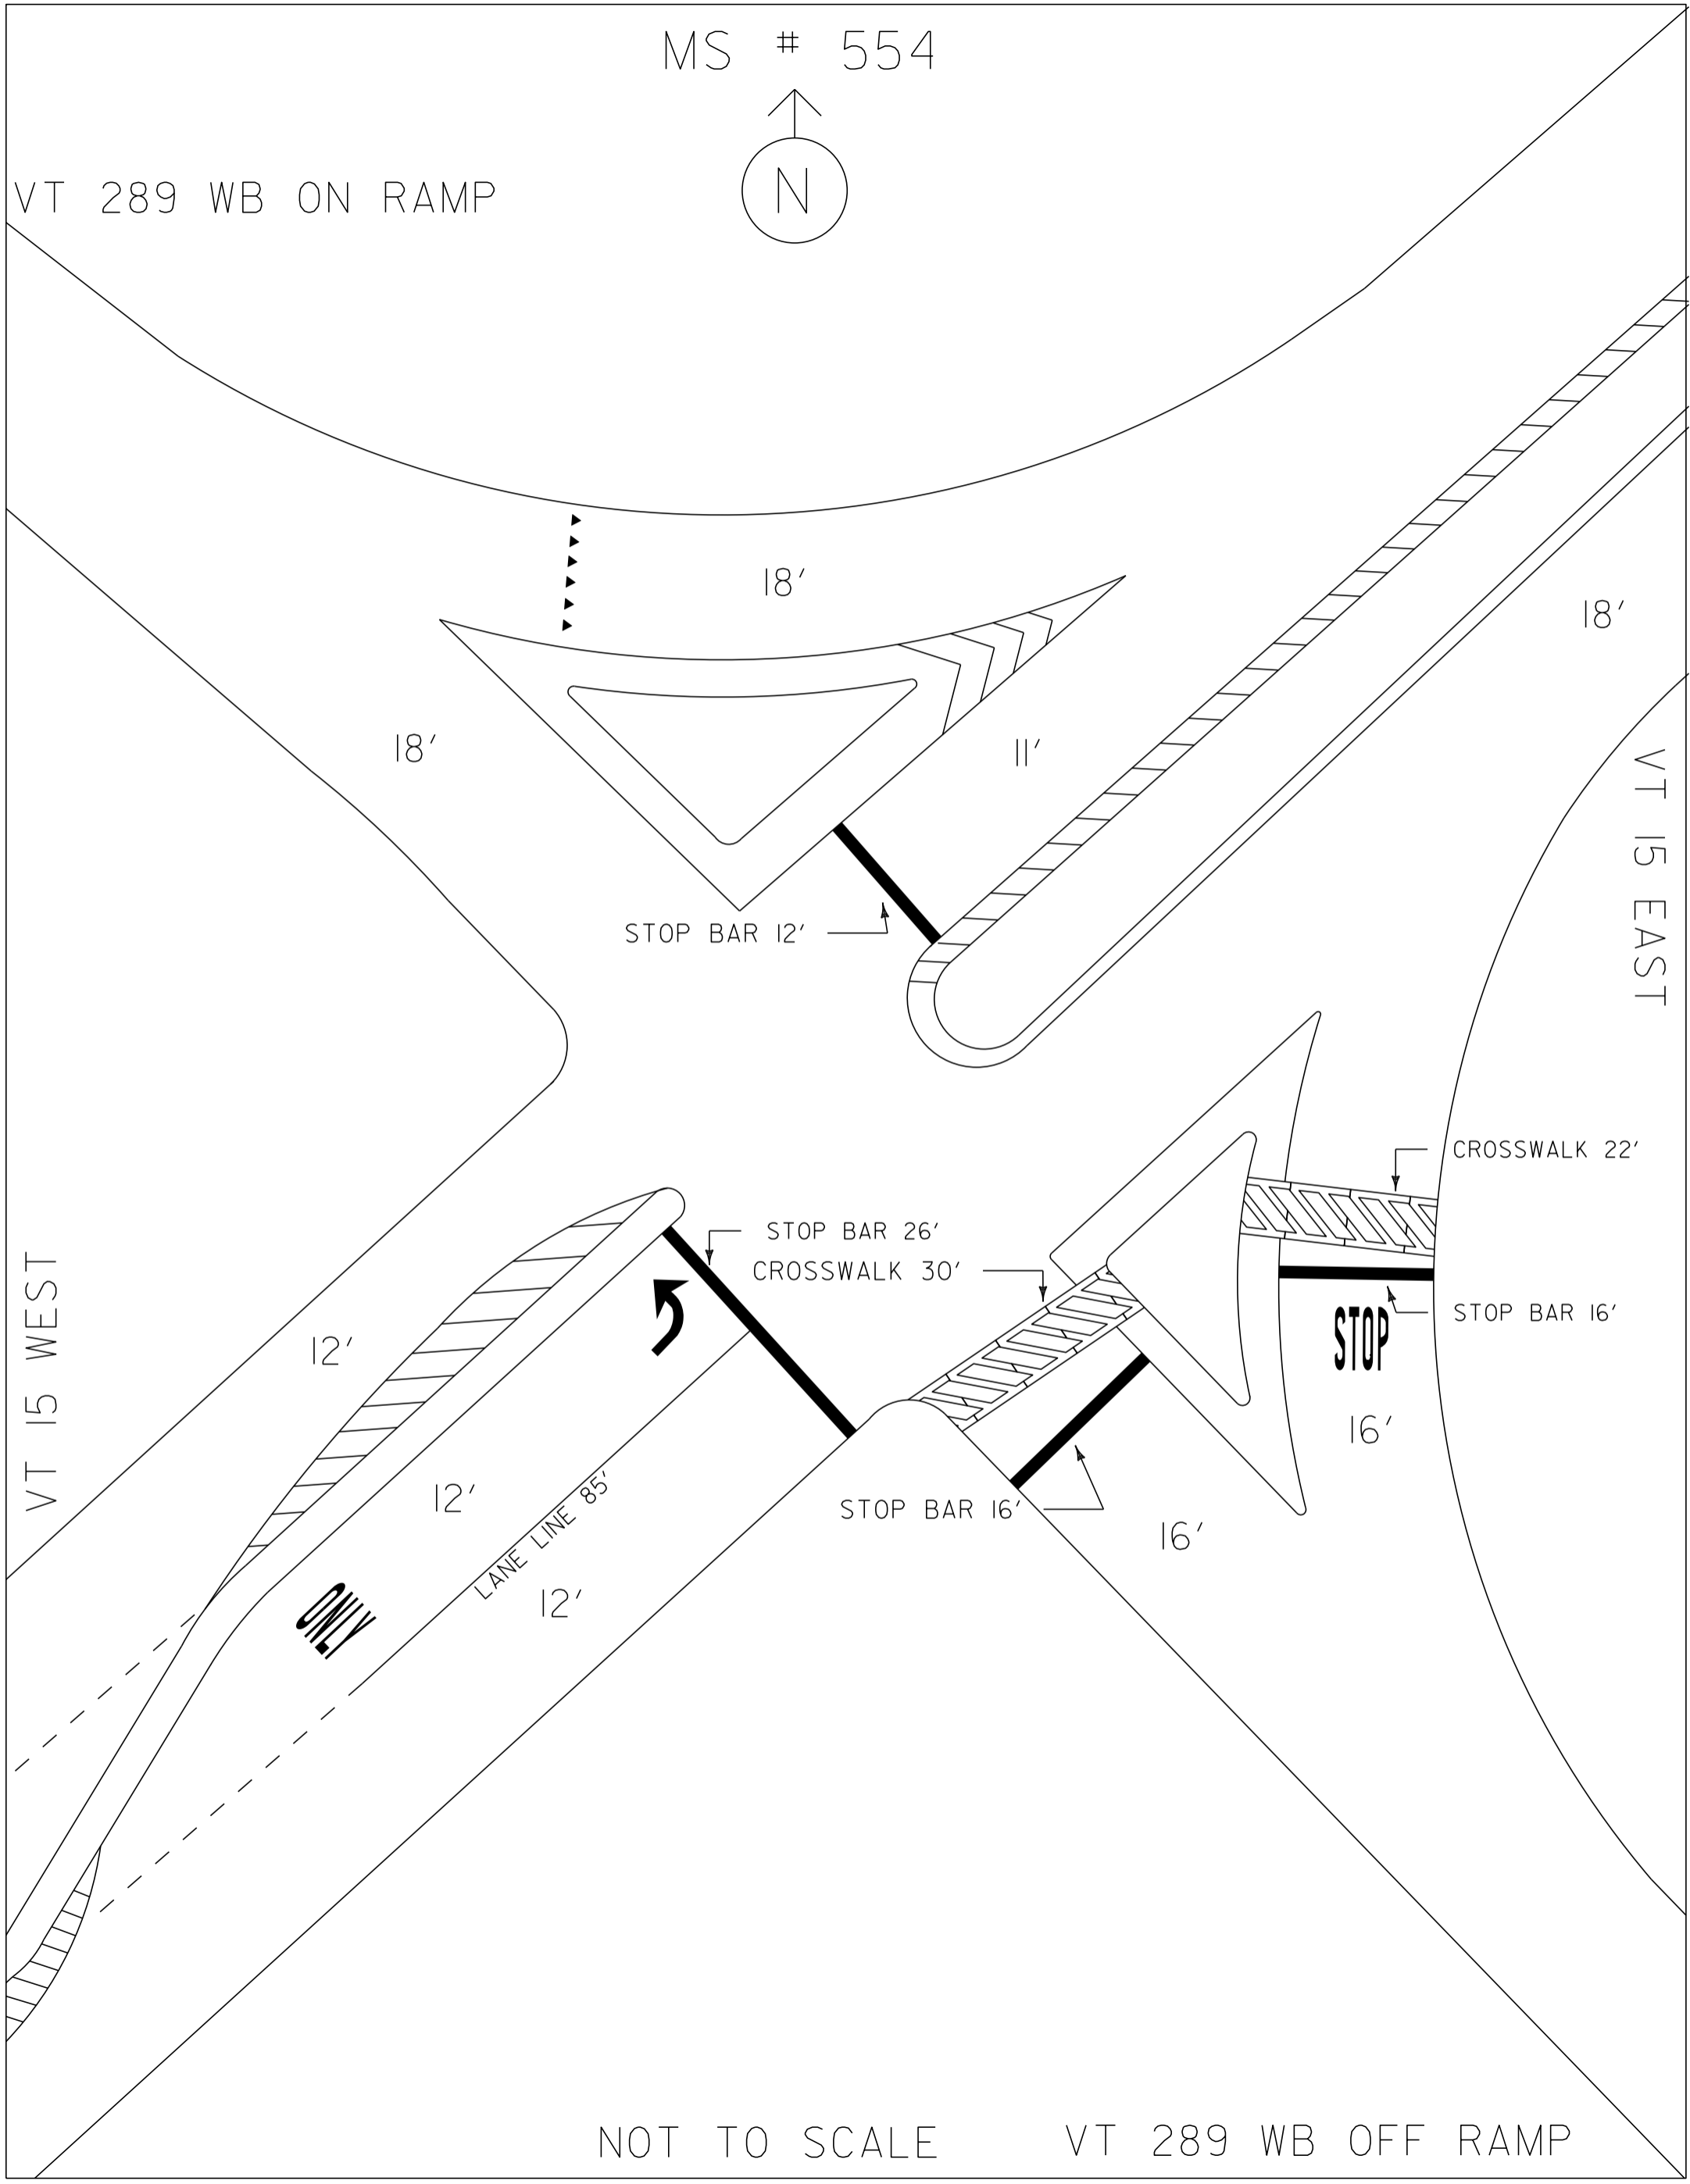 MS # 554
N
VT 289 WB ON RAMP
18'
18'
18'
11'
VT 15 EAST
STOP BAR 12'
CROSSWALK 22'
STOP BAR 26'
CROSSWALK 30'
STOP BAR 16'
STOP
VT 15 WEST
12'
16'
12'
LANE LINE 85'
STOP BAR 16'
16'
ONLY
12'
NOT TO SCALE
VT 289 WB OFF RAMP